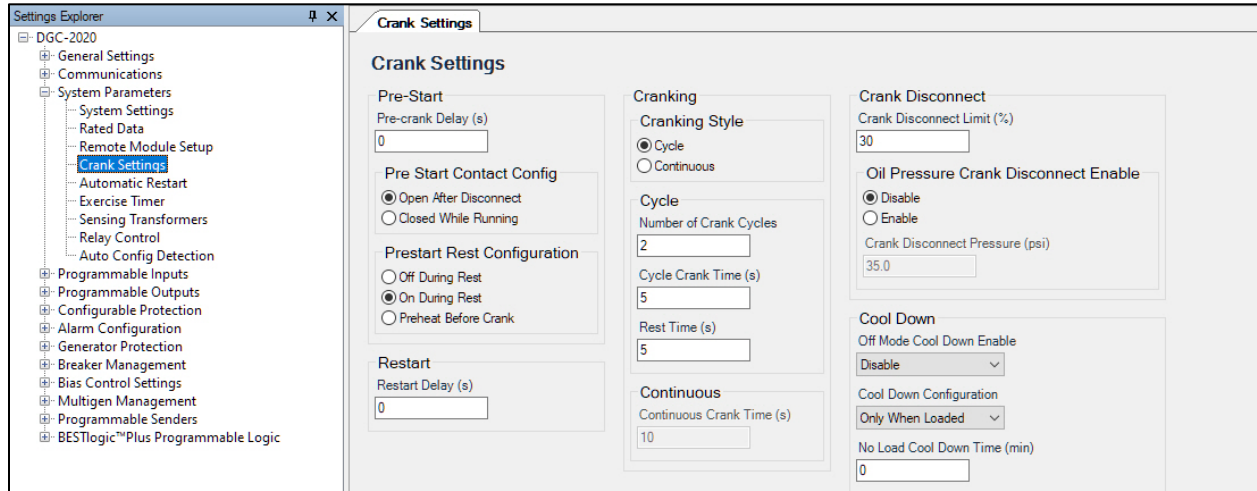 Settings Explorer
DGC-2020
General Settings
Communications
System Parameters
System Settings
Rated Data
Remote Module Setup
Crank Settings
Automatic Restart
Exercise Timer
Sensing Transformers
Relay Control
Auto Config Detection
Programmable Inputs
Programmable Outputs
Configurable Protection
Alarm Configuration
Generator Protection
Breaker Management
Bias Control Settings
Multigen Management
Programmable Senders
BESTlogic™Plus Programmable Logic
Crank Settings
Crank Settings
Pre-Start
Pre-crank Delay (s)
0
Pre Start Contact Config
Open After Disconnect
Closed While Running
Prestart Rest Configuration
Off During Rest
On During Rest
Preheat Before Crank
Restart
Restart Delay (s)
0
Cranking
Cranking Style
Cycle
Continuous
Cycle
Number of Crank Cycles
2
Cycle Crank Time (s)
5
Rest Time (s)
5
Continuous
Continuous Crank Time (s)
10
Crank Disconnect
Crank Disconnect Limit (%)
30
Oil Pressure Crank Disconnect Enable
Disable
Enable
Crank Disconnect Pressure (psi)
35.0
Cool Down
Off Mode Cool Down Enable
Disable
Cool Down Configuration
Only When Loaded
No Load Cool Down Time (min)
0